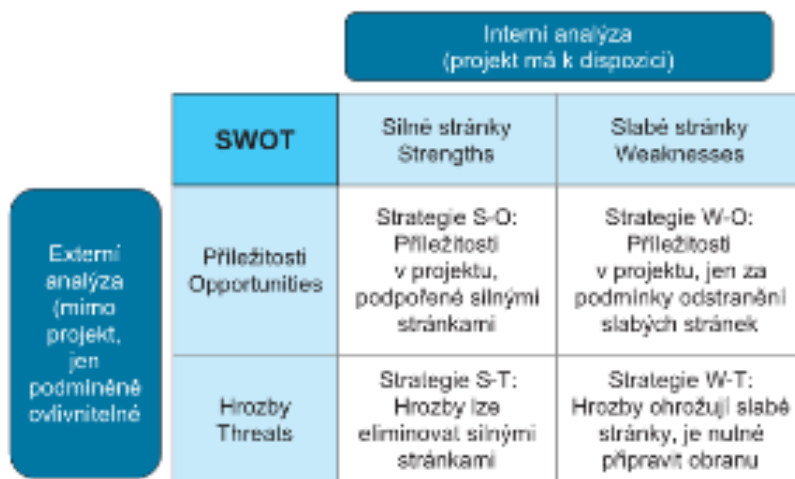 Interní analýza
(projekt má k dispozici)
SWOT
Silné stránky
Strengths
Slabé stránky
Weaknesses
Externí
analýza
(mimo
projekt,
jen
podmíněně
ovlivnitelné
Příležitosti
Opportunities
Strategie S-O:
Příležitosti
v projektu,
podpořené silnými
stránkami
Strategie W-O:
Příležitosti
v projektu, jen za
podmínky odstranění
slabých stránek
Hrozby
Threats
Strategie S-T:
Hrozby lze
eliminovat silnými
stránkami
Strategie W-T:
Hrozby ohrožují slabé
stránky, je nutné
připravit obranu